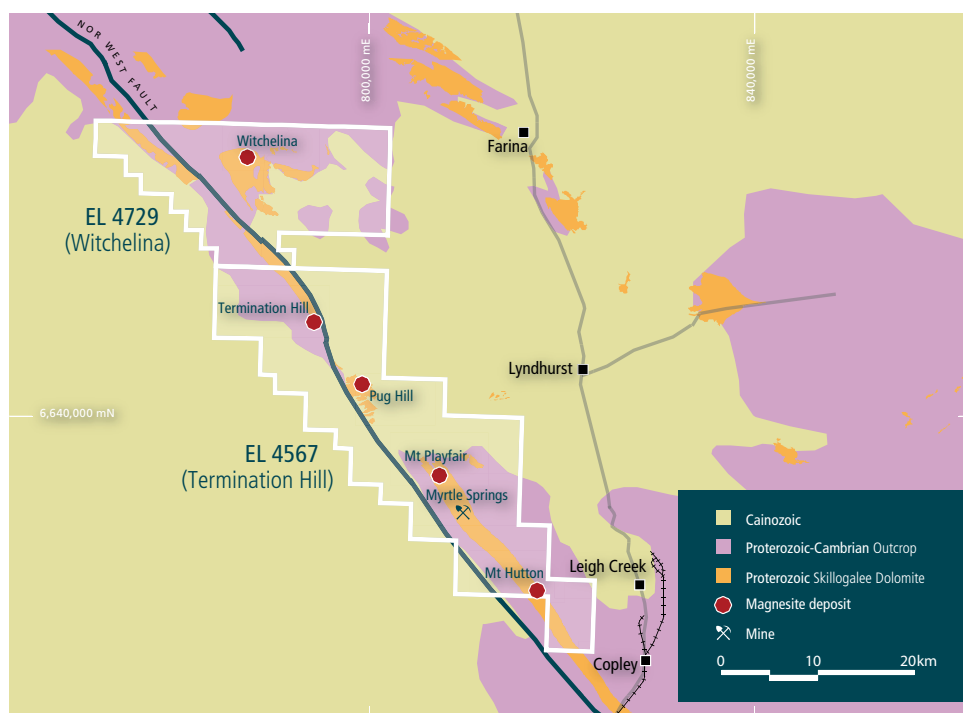 NOR WEST FAULT
800,000 mE
840,000 mE
Farina
Witchelina
EL 4729
(Witchelina)
Termination Hill
Lyndhurst
Pug Hill
6,640,000 mN
EL 4567
(Termination Hill)
Mt Playfair
Myrtle Springs
Mt Hutton
Leigh Creek
Copley
Cainozoic
Proterozoic-Cambrian Outcrop
Proterozoic Skillogalee Dolomite
Magnesite deposit
Mine
0 10 20km